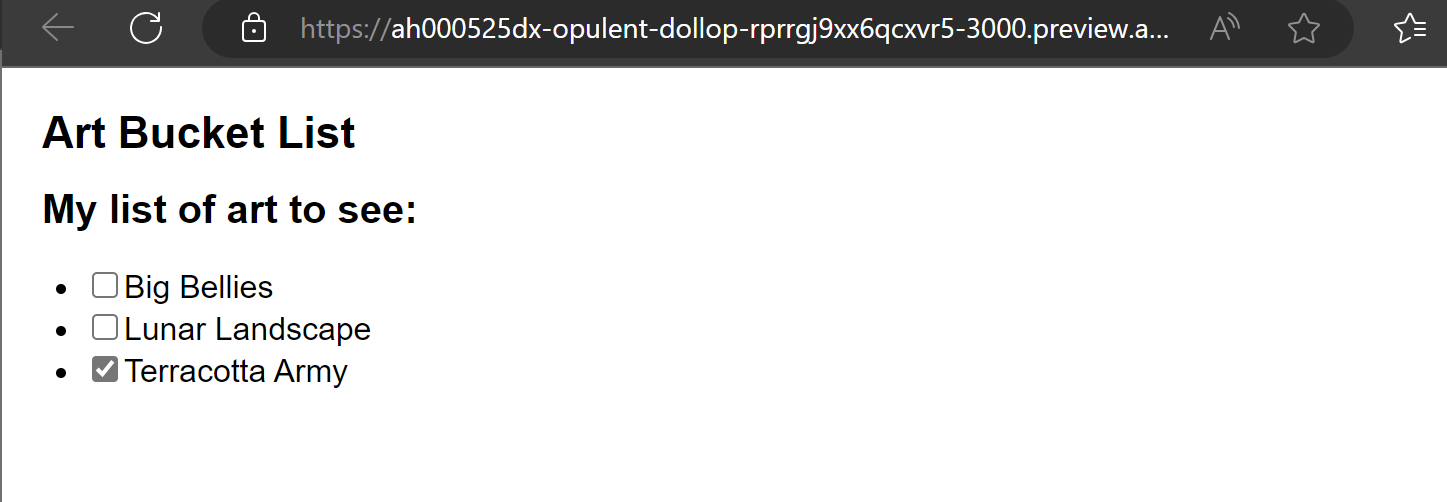 https://ah000525dx-opulent-dollop-rprrgj9xx6qcxvr5-3000.preview.a...
Art Bucket List
My list of art to see:
Big Bellies
Lunar Landscape
Terracotta Army